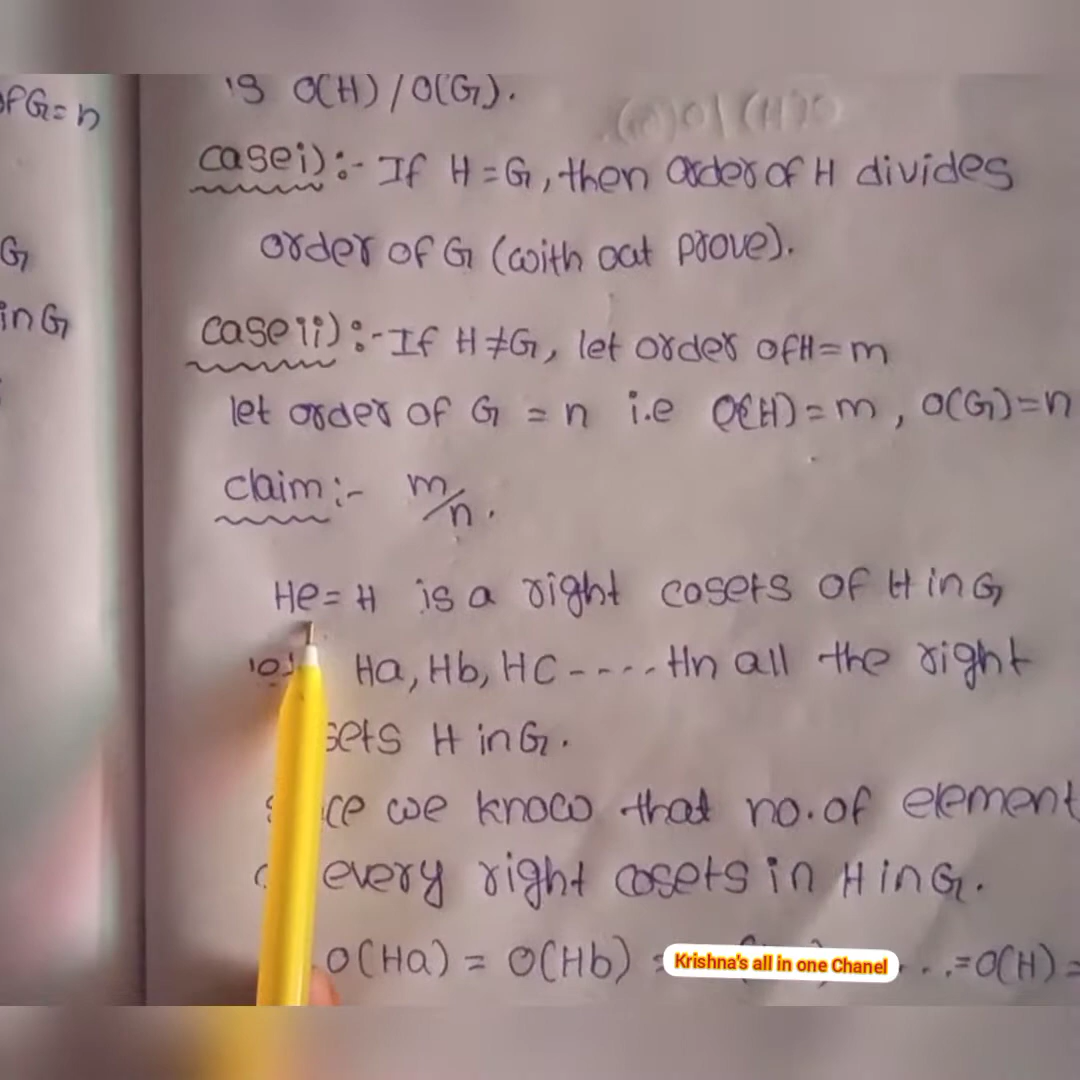 of G = n
G
in G
is O(H) / O(G).
case i) :- If H = G, then order of H divides
order of G (with out prove).
case ii) :- If H ≠ G, let order of H = m
let order of G = n i.e O(H) = m, O(G) = n
claim :- m/n.
He = H is a right cosets of H in G
Ha, Hb, HC ---- Hn all the right
sets H in G.
we know that no. of element
every right cosets in H in G.
O(Ha) = O(Hb) = . . . = O(H) =
Krishna's all in one Chanel